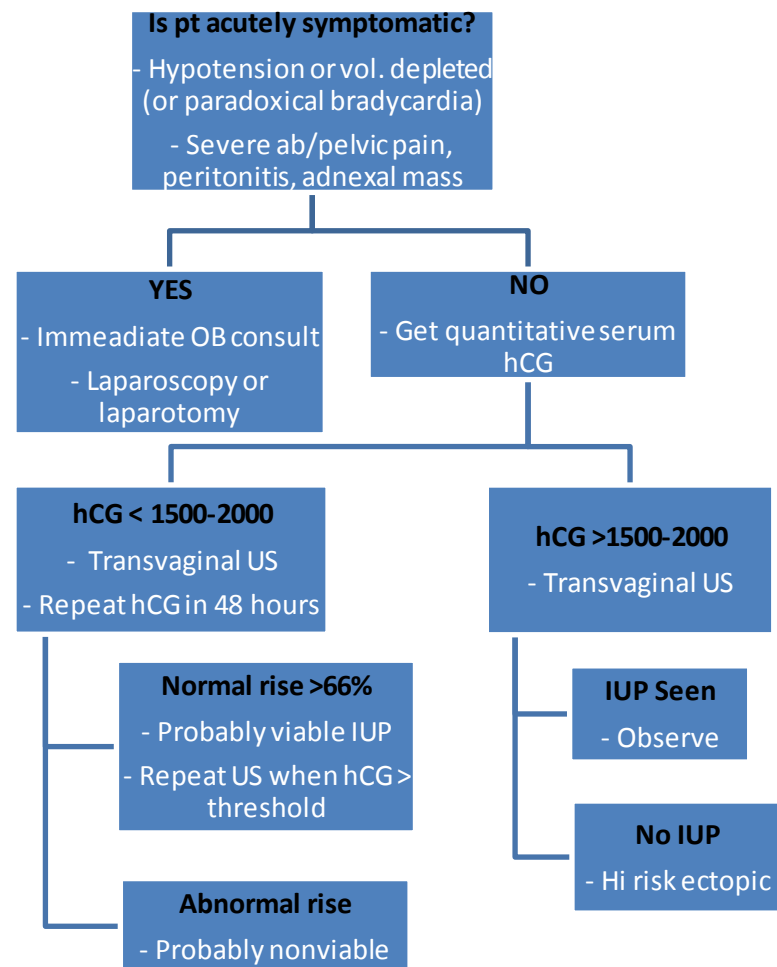 Is pt acutely symptomatic?
- Hypotension or vol. depleted
(or paradoxical bradycardia)
- Severe ab/pelvic pain,
peritonitis, adnexal mass
YES
- Immeadiate OB consult
- Laparoscopy or
laparotomy
NO
- Get quantitative serum
hCG
hCG < 1500-2000
- Transvaginal US
- Repeat hCG in 48 hours
hCG >1500-2000
- Transvaginal US
Normal rise >66%
- Probably viable IUP
- Repeat US when hCG >
threshold
IUP Seen
- Observe
No IUP
- Hi risk ectopic
Abnormal rise
- Probably nonviable